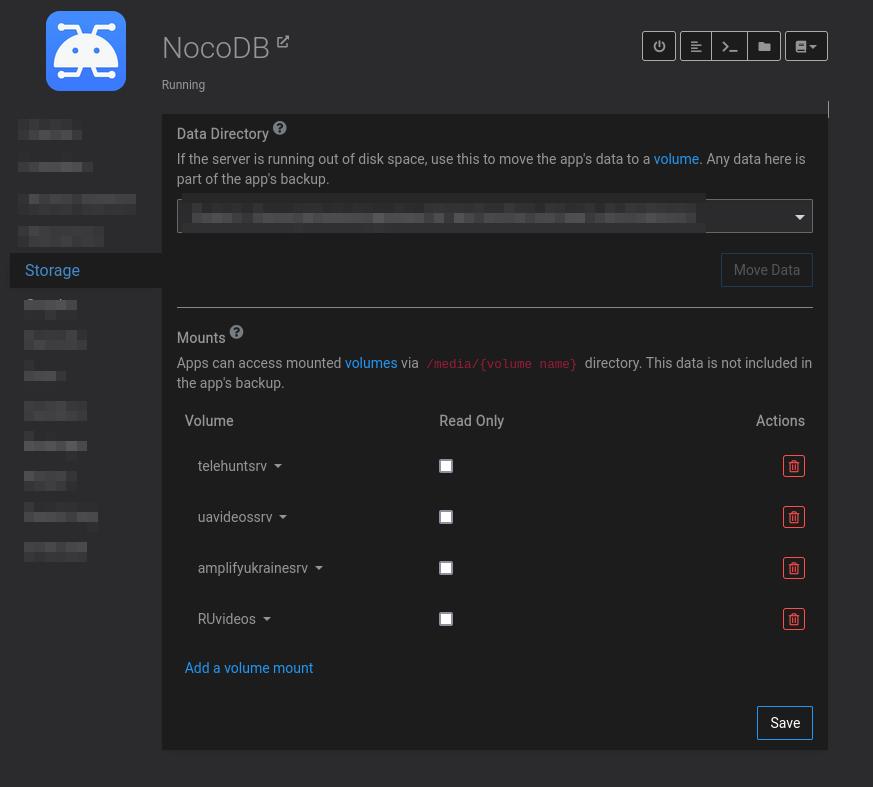 NocoDB
Running
Data Directory
If the server is running out of disk space, use this to move the app's data to a volume. Any data here is
part of the app's backup.
Storage
Move Data
Mounts
Apps can access mounted volumes via /media/{volume name} directory. This data is not included in
the app's backup.
Volume Read Only Actions
telehuntsrv
uavideossrv
amplifyukrainesrv
RUvideos
Add a volume mount
Save